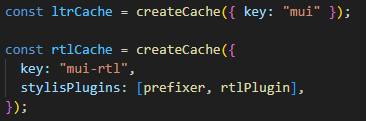 const ltrCache = createCache({ key: "mui" });
const rtlCache = createCache({
key: "mui-rtl",
stylisPlugins: [prefixer, rtlPlugin],
});